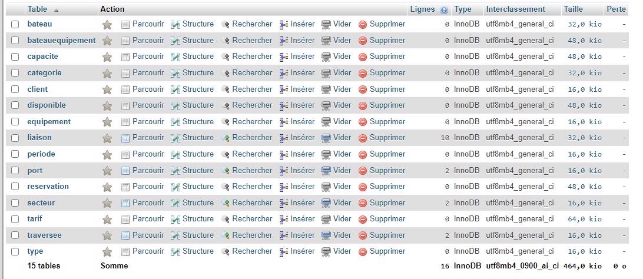 Table Action Lignes Type Interclassement Taille Perte
bateau Parcourir Structure Rechercher Insérer Vider Supprimer 0 InnoDB utf8mb4_general_ci 32,0 kio -
bateauequipement Parcourir Structure Rechercher Insérer Vider Supprimer 0 InnoDB utf8mb4_general_ci 48,0 kio -
capacite Parcourir Structure Rechercher Insérer Vider Supprimer 0 InnoDB utf8mb4_general_ci 48,0 kio -
categorie Parcourir Structure Rechercher Insérer Vider Supprimer 0 InnoDB utf8mb4_general_ci 32,0 kio -
client Parcourir Structure Rechercher Insérer Vider Supprimer 0 InnoDB utf8mb4_general_ci 16,0 kio -
disponible Parcourir Structure Rechercher Insérer Vider Supprimer 0 InnoDB utf8mb4_general_ci 48,0 kio -
equipement Parcourir Structure Rechercher Insérer Vider Supprimer 0 InnoDB utf8mb4_general_ci 16,0 kio -
liaison Parcourir Structure Rechercher Insérer Vider Supprimer 10 InnoDB utf8mb4_general_ci 32,0 kio -
periode Parcourir Structure Rechercher Insérer Vider Supprimer 0 InnoDB utf8mb4_general_ci 16,0 kio -
port Parcourir Structure Rechercher Insérer Vider Supprimer 2 InnoDB utf8mb4_general_ci 16,0 kio -
reservation Parcourir Structure Rechercher Insérer Vider Supprimer 0 InnoDB utf8mb4_general_ci 48,0 kio -
secteur Parcourir Structure Rechercher Insérer Vider Supprimer 2 InnoDB utf8mb4_general_ci 16,0 kio -
tarif Parcourir Structure Rechercher Insérer Vider Supprimer 0 InnoDB utf8mb4_general_ci 64,0 kio -
traversee Parcourir Structure Rechercher Insérer Vider Supprimer 2 InnoDB utf8mb4_general_ci 16,0 kio -
type Parcourir Structure Rechercher Insérer Vider Supprimer 0 InnoDB utf8mb4_general_ci 16,0 kio -
15 tables Somme 16 InnoDB utf8mb4_0900_ai_ci 464,0 kio 0 o